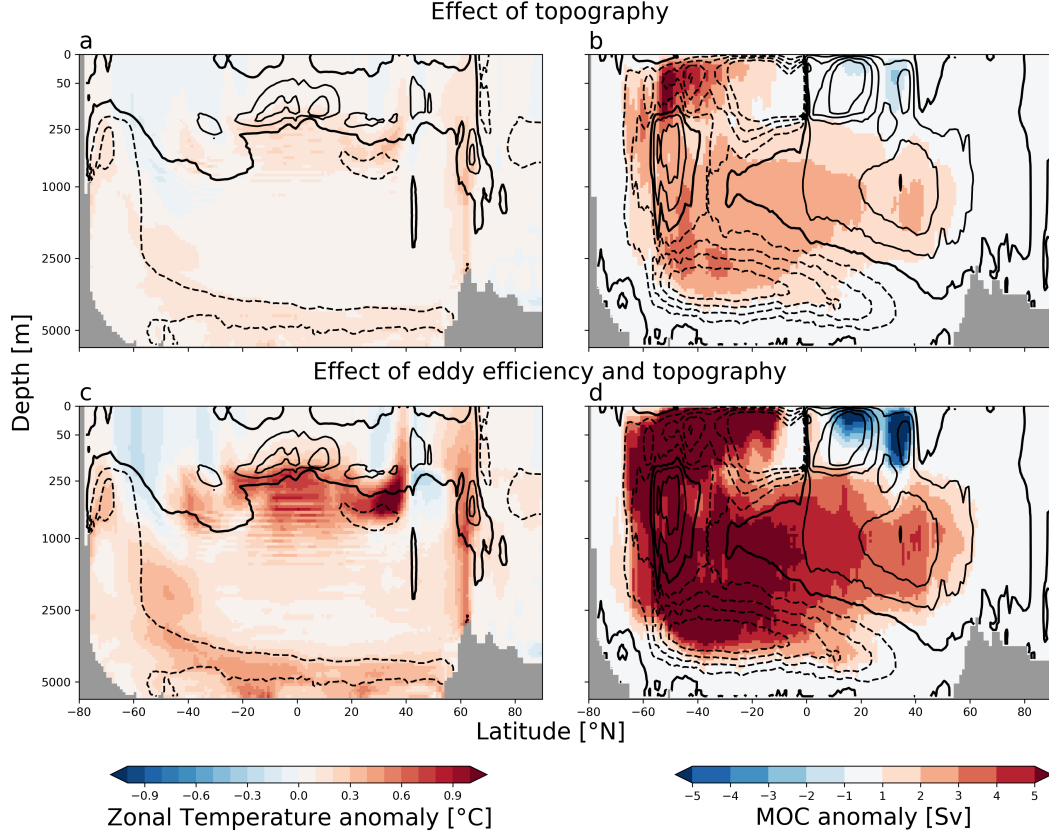 Effect of topography
a
b
0
50
250
1000
2500
5000
Effect of eddy efficiency and topography
c
d
0
50
250
1000
2500
5000
Depth [m]
−80 −60 −40 −20 0 20 40 60 80
−80 −60 −40 −20 0 20 40 60 80
Latitude [°N]
−0.9 −0.6 −0.3 0.0 0.3 0.6 0.9
Zonal Temperature anomaly [°C]
−5 −4 −3 −2 −1 1 2 3 4 5
MOC anomaly [Sv]